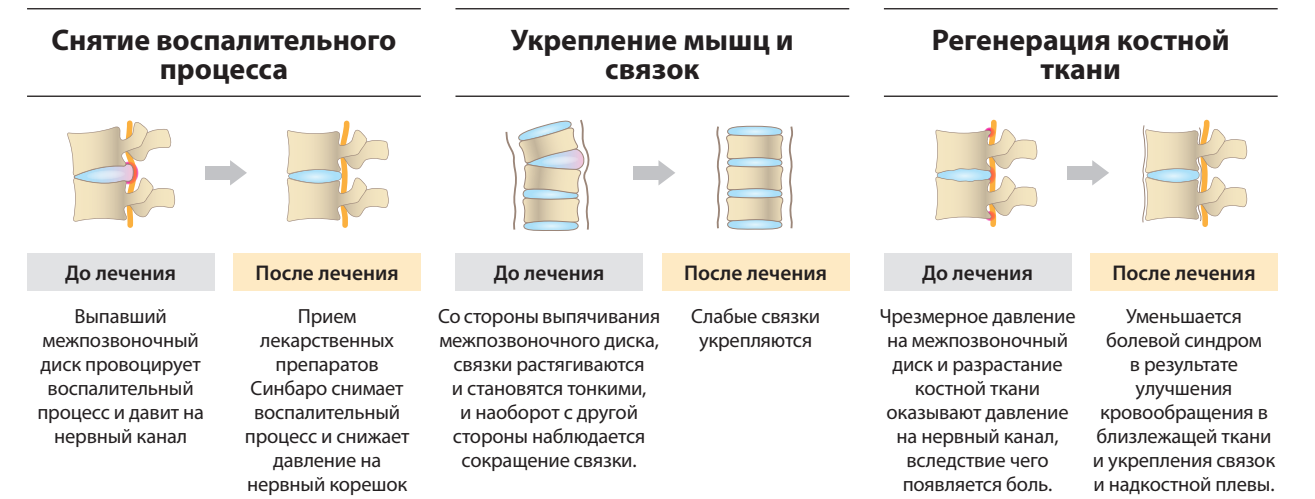 Снятие воспалительного
процесса
До лечения
Выпавший
межпозвоночный
диск провоцирует
воспалительный
процесс и давит на
нервный канал
После лечения
Прием
лекарственных
препаратов
Синбаро снимает
воспалительный
процесс и снижает
давление на
нервный корешок
Укрепление мышц и
связок
До лечения
Со стороны выпячивания
межпозвоночного диска,
связки растягиваются
и становятся тонкими,
и наоборот с другой
стороны наблюдается
сокращение связки.
После лечения
Слабые связки
укрепляются
Регенерация костной
ткани
До лечения
Чрезмерное давление
на межпозвоночный
диск и разрастание
костной ткани
оказывают давление
на нервный канал,
вследствие чего
появляется боль.
После лечения
Уменьшается
болевой синдром
в результате
улучшения
кровообращения в
близлежащей ткани
и укрепления связок
и надкостной плевы.